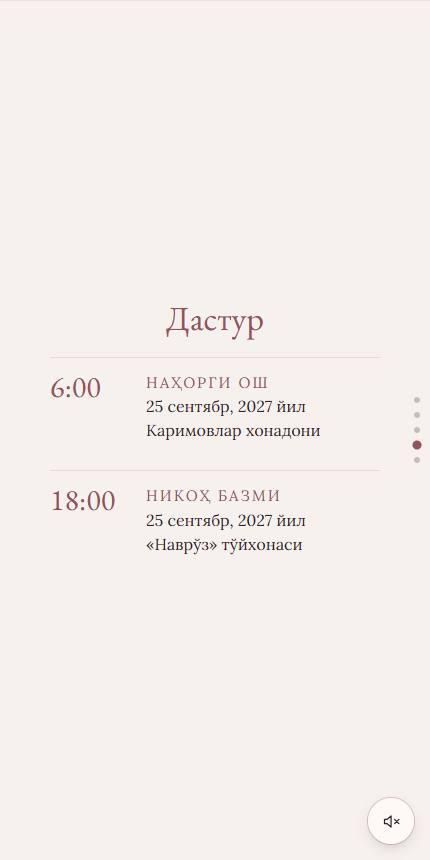 Дастур
6:00
НАҲОРГИ ОШ
25 сентябр, 2027 йил
Каримовлар хонадони
18:00
НИКОҲ БАЗМИ
25 сентябр, 2027 йил
«Наврўз» тўйхонаси